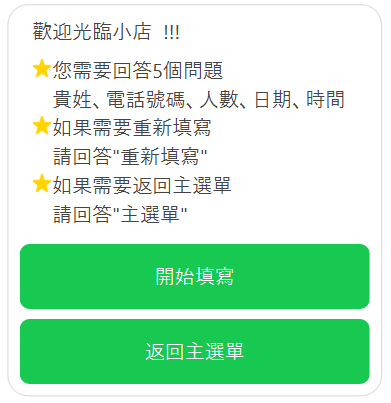 歡迎光臨小店 !!!
⭐您需要回答5個問題
貴姓、電話號碼、人數、日期、時間
⭐如果需要重新填寫
請回答"重新填寫"
⭐如果需要返回主選單
請回答"主選單"
開始填寫
返回主選單